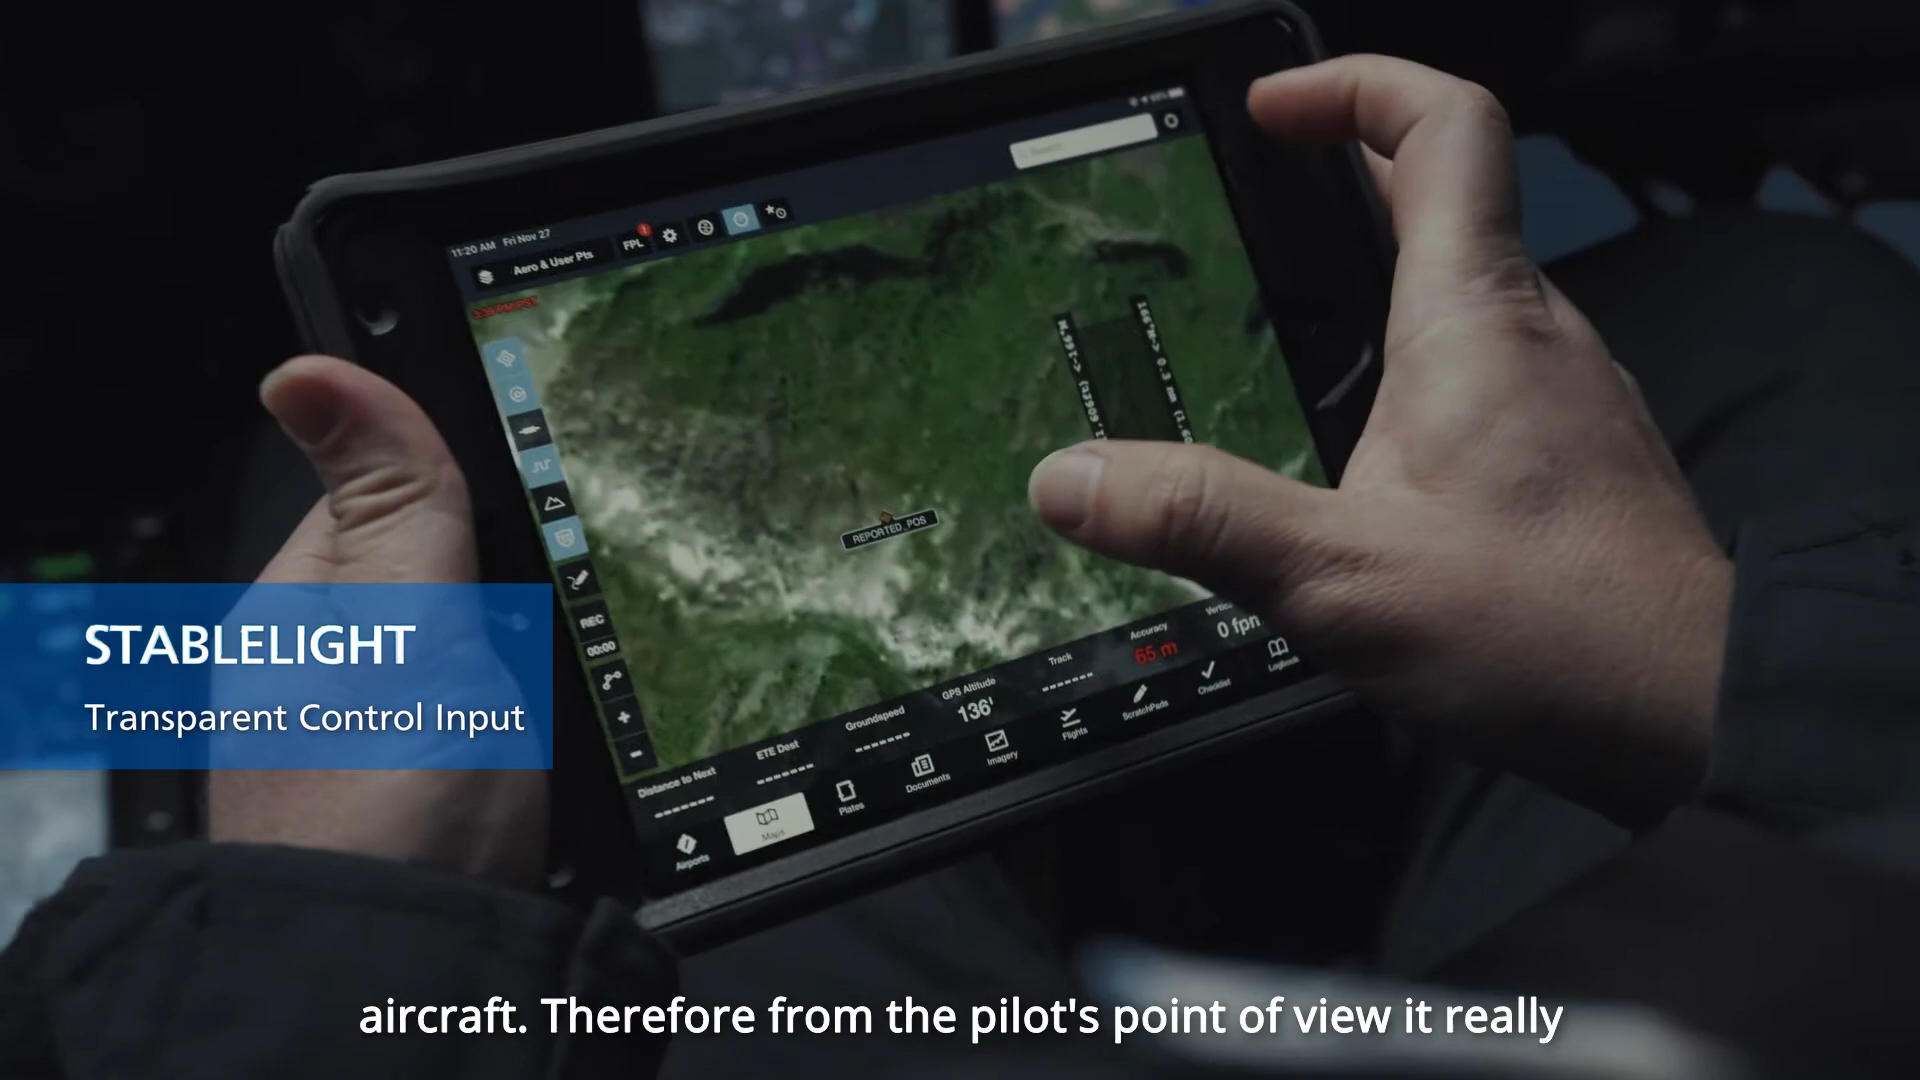 11:20 AM Fri Nov 27
Aero & User Pts
FPL
REPORTED_POS
REC
00:00
Distance to Next
ETE Dest
Groundspeed
GPS Altitude
136'
Track
Accuracy
65 m
0 fpm
Airports
Maps
Plates
Documents
Imagery
Flights
ScratchPads
Checklist
Logbook
STABLELIGHT
Transparent Control Input
aircraft. Therefore from the pilot's point of view it really